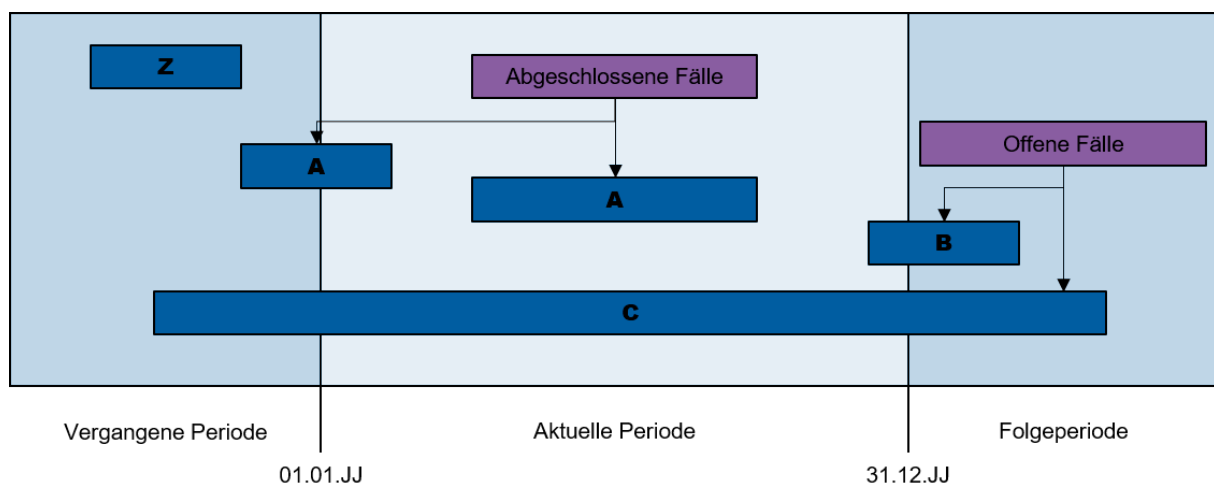 Z
Abgeschlossene Fälle
Offene Fälle
A
A
B
C
Vergangene Periode
Aktuelle Periode
Folgeperiode
01.01.JJ
31.12.JJ